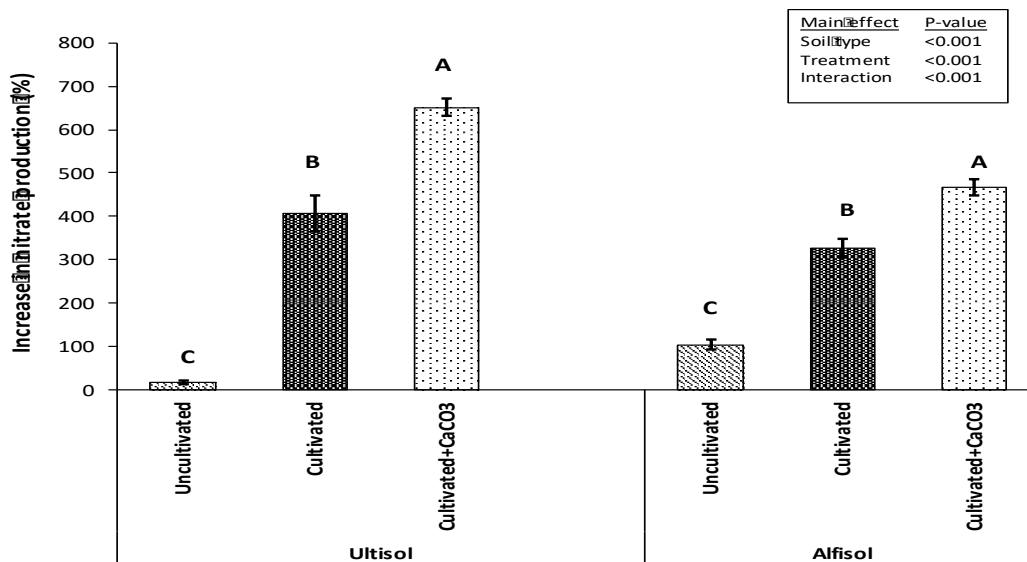 Main effect P-value
Soil type <0.001
Treatment <0.001
Interaction <0.001
Increase in nitrate production (%)
800
700
600
500
400
300
200
100
0
C
B
A
C
B
A
Uncultivated
Cultivated
Cultivated+CaCO3
Uncultivated
Cultivated
Cultivated+CaCO3
Ultisol
Alfisol